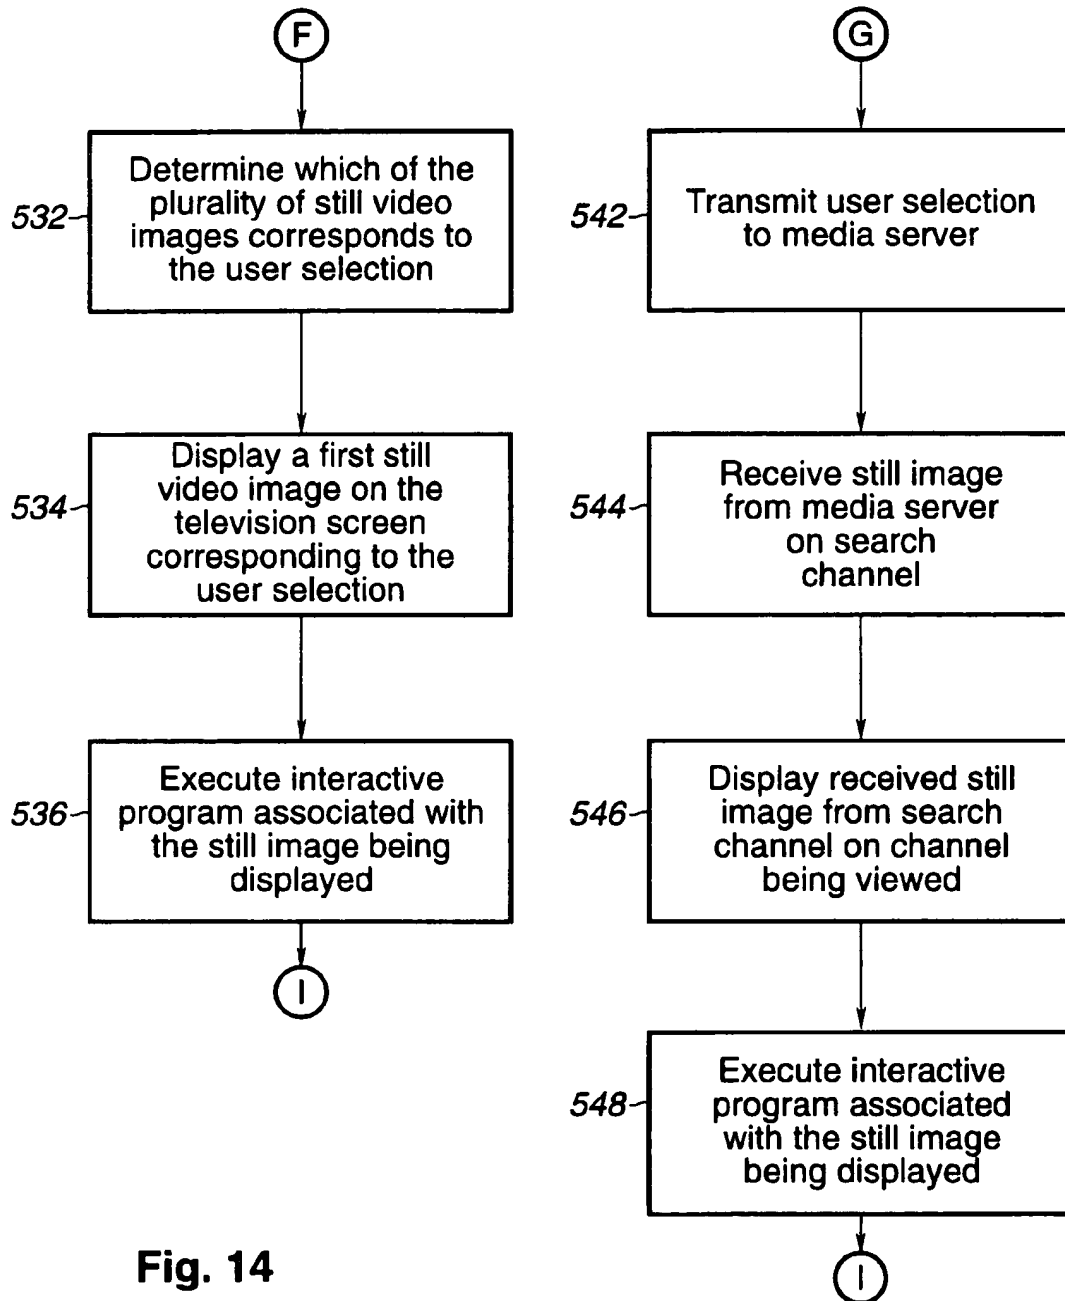 F
532
Determine which of the
plurality of still video
images corresponds to
the user selection
534
Display a first still
video image on the
television screen
corresponding to the
user selection
536
Execute interactive
program associated with
the still image being
displayed
I
G
542
Transmit user selection
to media server
544
Receive still image
from media server
on search
channel
546
Display received still
image from search
channel on channel
being viewed
548
Execute interactive
program associated
with the still image
being displayed
I
Fig. 14